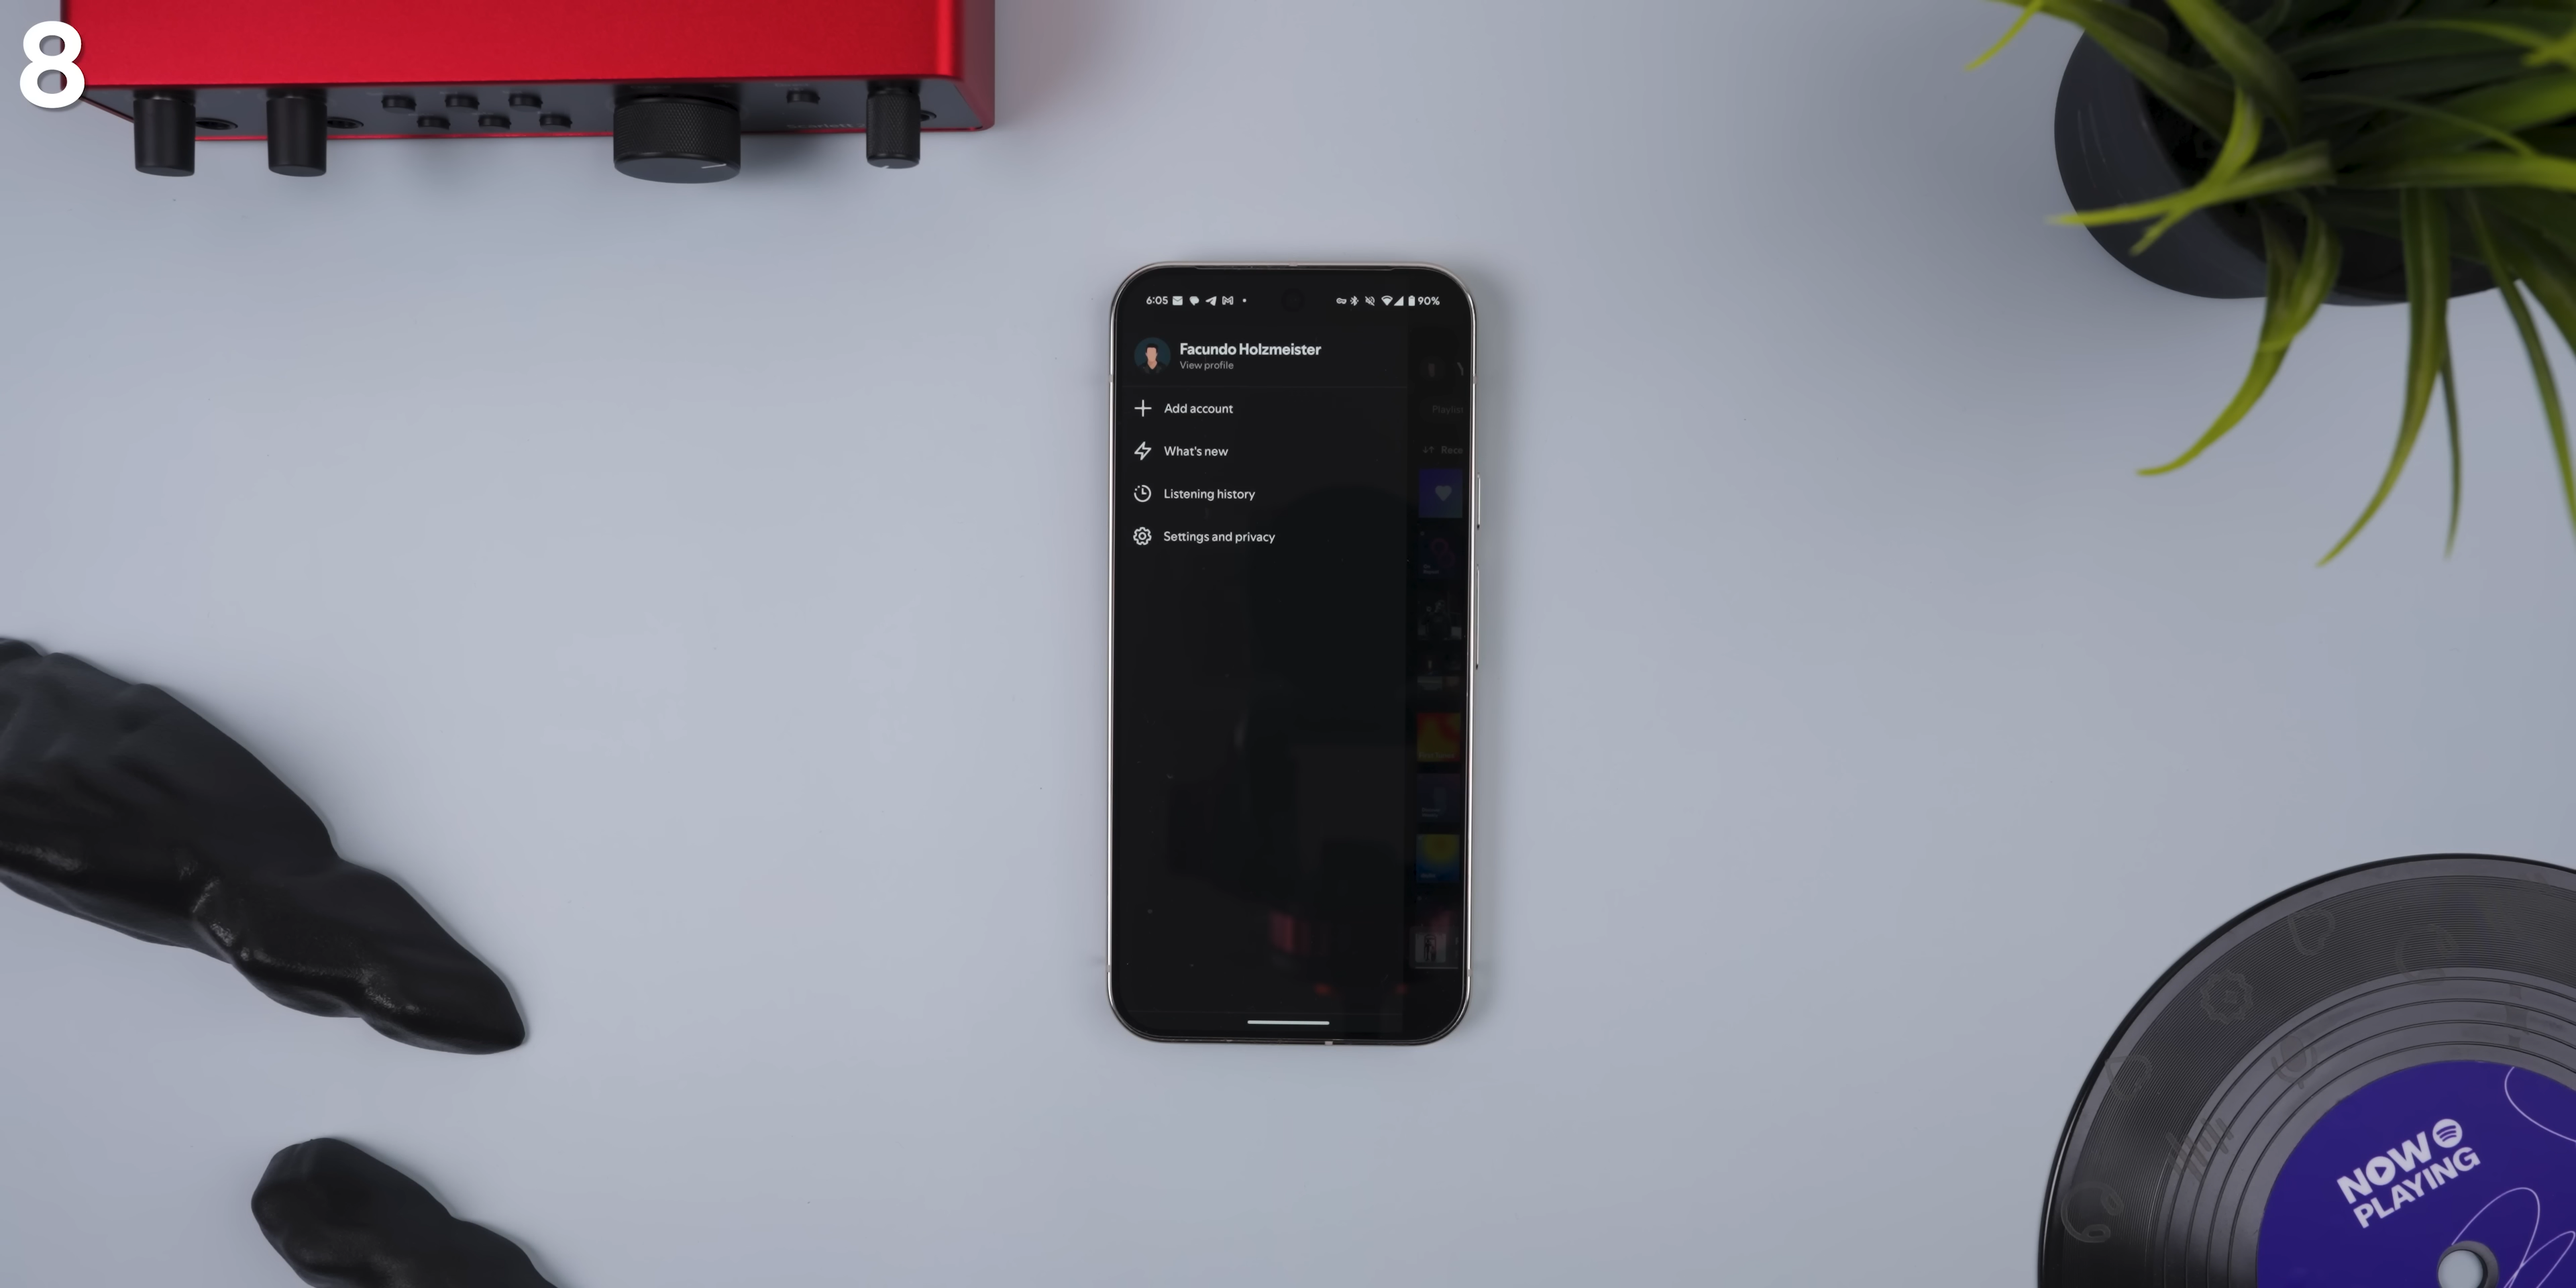 8
6:05
90%
Facundo Holzmeister
View profile
Add account
What's new
Listening history
Settings and privacy
NOW
PLAYING